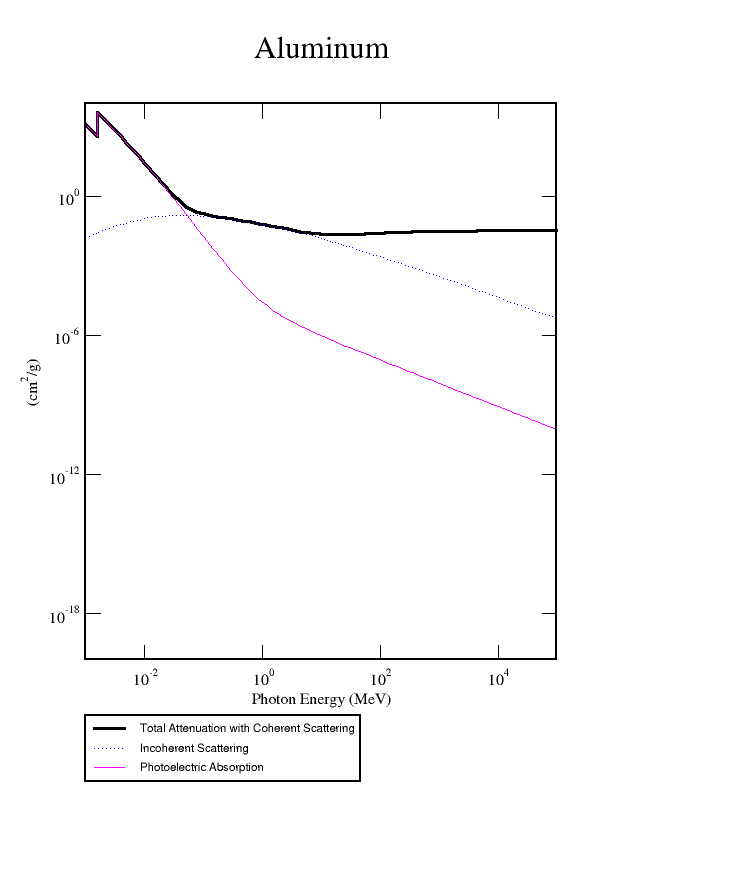 Aluminum
10^0
10^-6
(cm^2/g)
10^-12
10^-18
10^-2 10^0 10^2 10^4
Photon Energy (MeV)
Total Attenuation with Coherent Scattering
Incoherent Scattering
Photoelectric Absorption